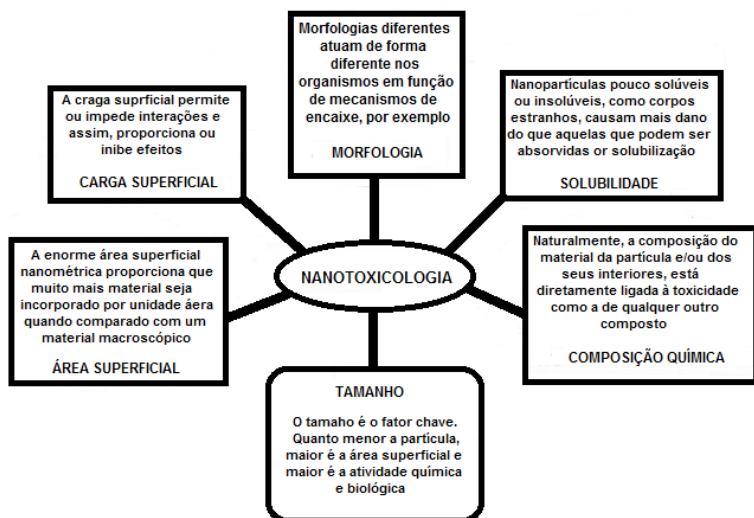 Morfologias diferentes
atuam de forma
diferente nos
organismos em função
de mecanismos de
encaixe, por exemplo
MORFOLOGIA
A craga suprficial permite
ou impede interações e
assim, proporciona ou
inibe efeitos
CARGA SUPERFICIAL
Nanopartículas pouco solúveis
ou insolúveis, como corpos
estranhos, causam mais dano
do que aquelas que podem ser
absorvidas or solubilização
SOLUBILIDADE
NANOTOXICOLOGIA
A enorme área superficial
nanométrica proporciona que
muito mais material seja
incorporado por unidade áera
quando comparado com um
material macroscópico
ÁREA SUPERFICIAL
Naturalmente, a composição do
material da partícula e/ou dos
seus interiores, está
diretamente ligada à toxicidade
como a de qualquer outro
composto
COMPOSIÇÃO QUÍMICA
TAMANHO
O tamaho é o fator chave.
Quanto menor a partícula,
maior é a área superficial e
maior é a atividade química
e biológica